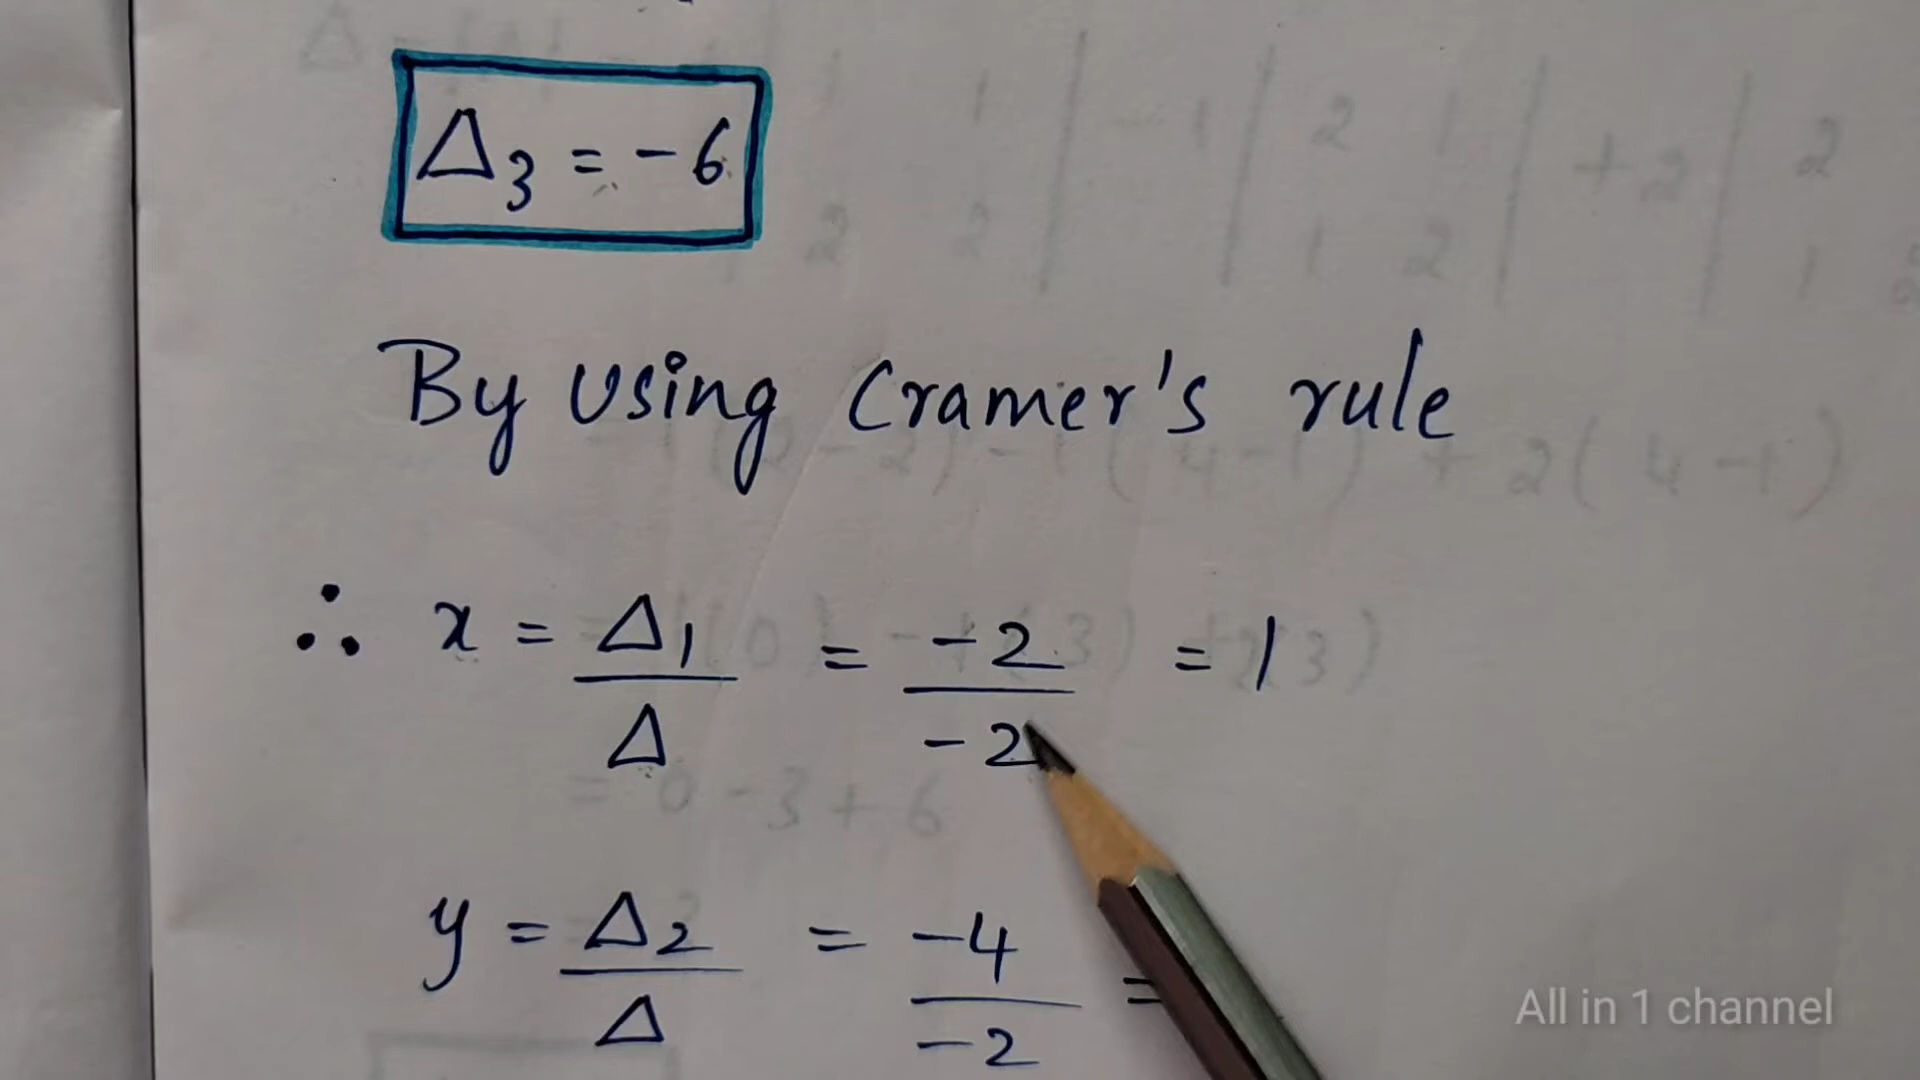 Δ₃ = -6
By using Cramer's rule
∴ x = Δ₁/Δ = -2/-2 = 1
y = Δ₂/Δ = -4/-2 =
All in 1 channel